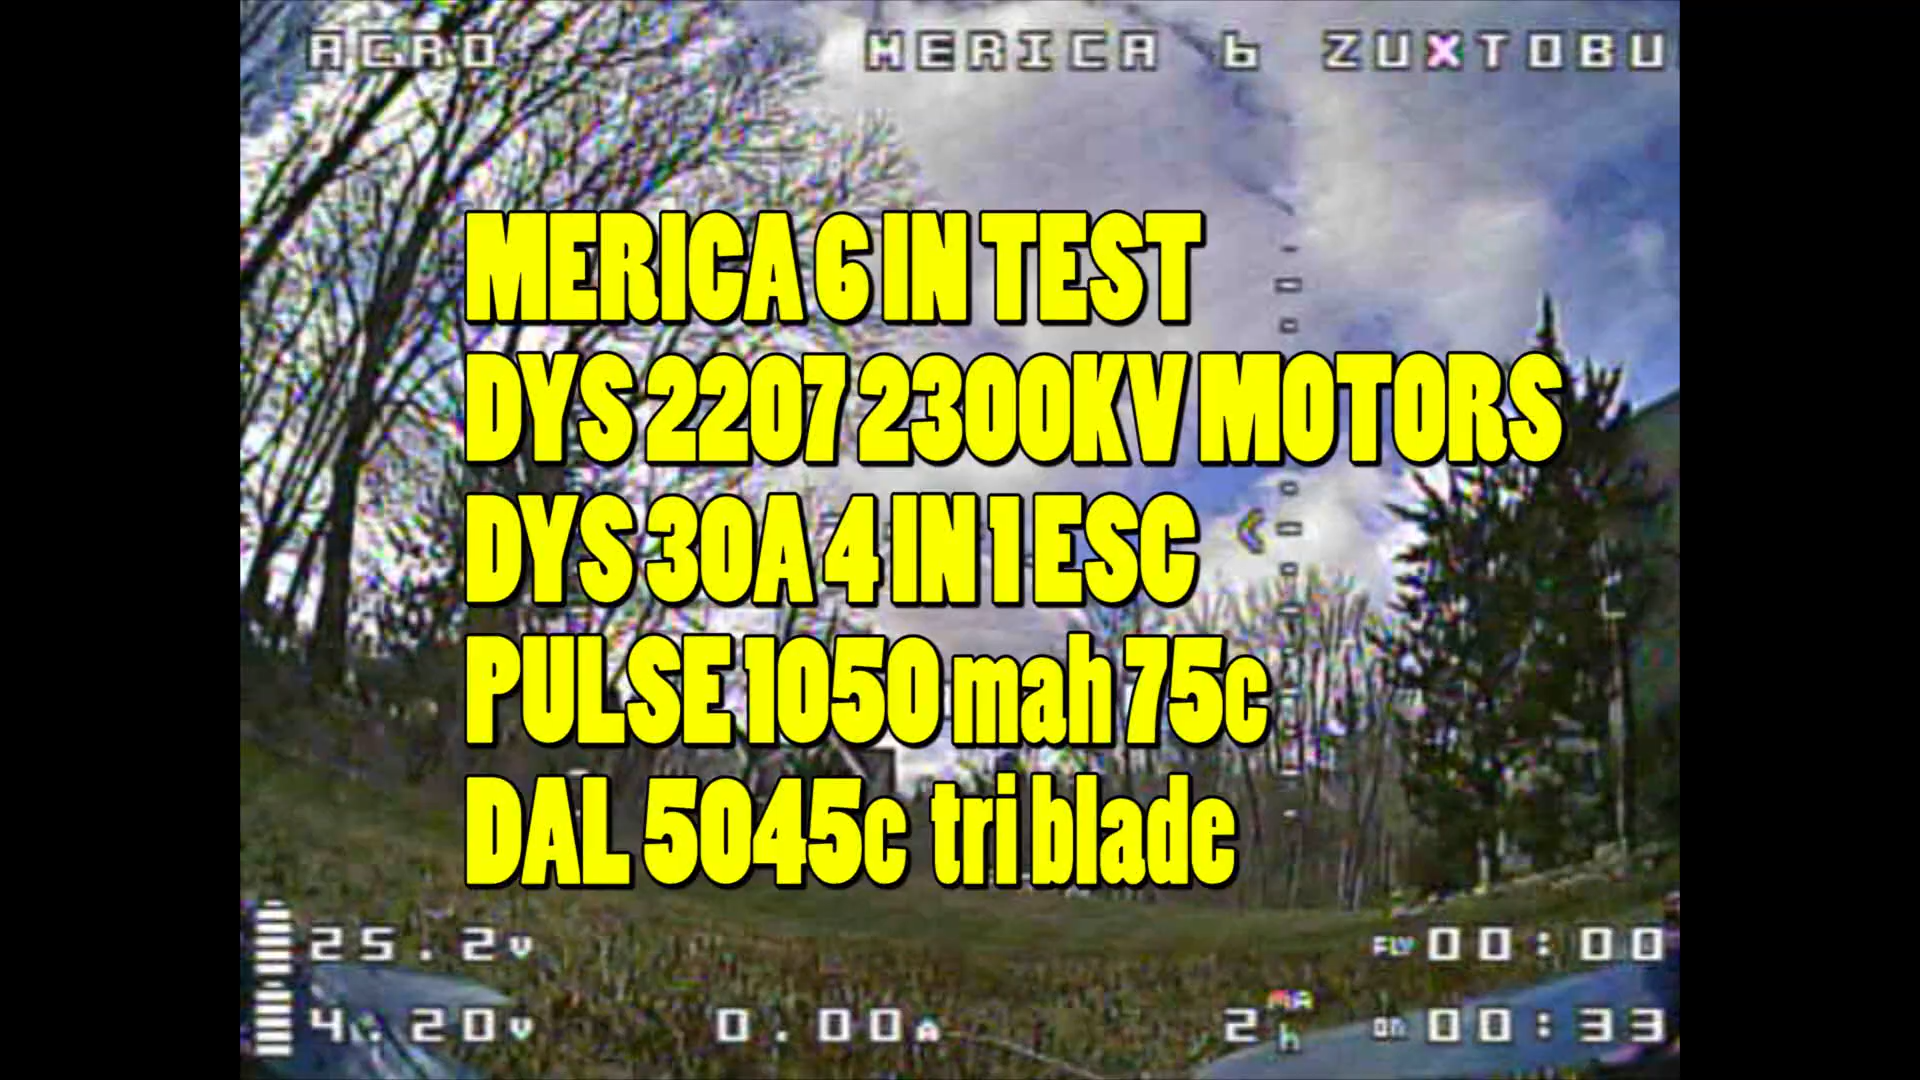 ACRO MERICA 6 ZUXTOBU
MERICA 6 IN TEST
DYS 2207 2300KV MOTORS
DYS 30A 4 IN 1 ESC
PULSE 1050 mah 75c
DAL 5045c tri blade
25.2v FLY 00:00
4.20v 0.00A 2mAh on 00:33